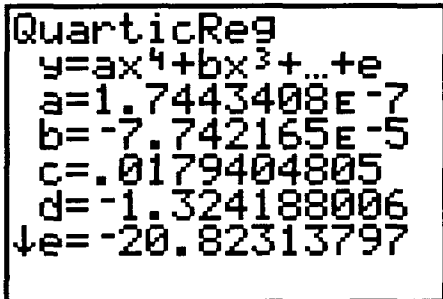 QuarticReg
y=ax⁴+bx³+…+e
a=1.7443408ᴇ-7
b=-7.742165ᴇ-5
c=.0179404805
d=-1.324188006
↓e=-20.82313797